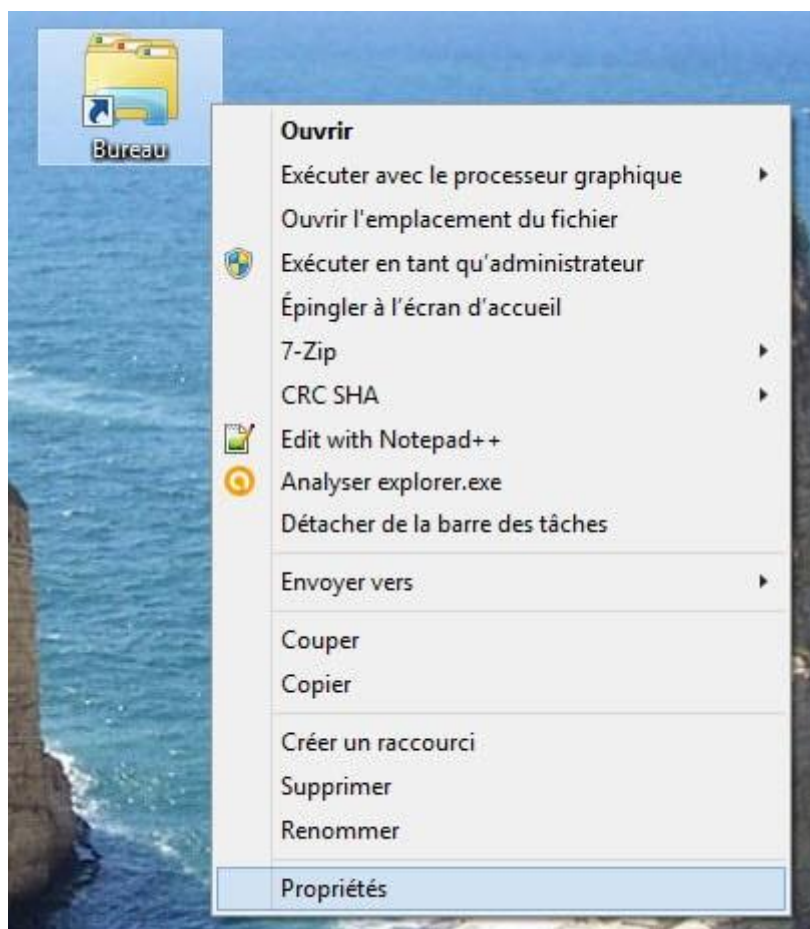 Bureau
Ouvrir
Exécuter avec le processeur graphique
Ouvrir l'emplacement du fichier
Exécuter en tant qu'administrateur
Épingler à l'écran d'accueil
7-Zip
CRC SHA
Edit with Notepad++
Analyser explorer.exe
Détacher de la barre des tâches
Envoyer vers
Couper
Copier
Créer un raccourci
Supprimer
Renommer
Propriétés